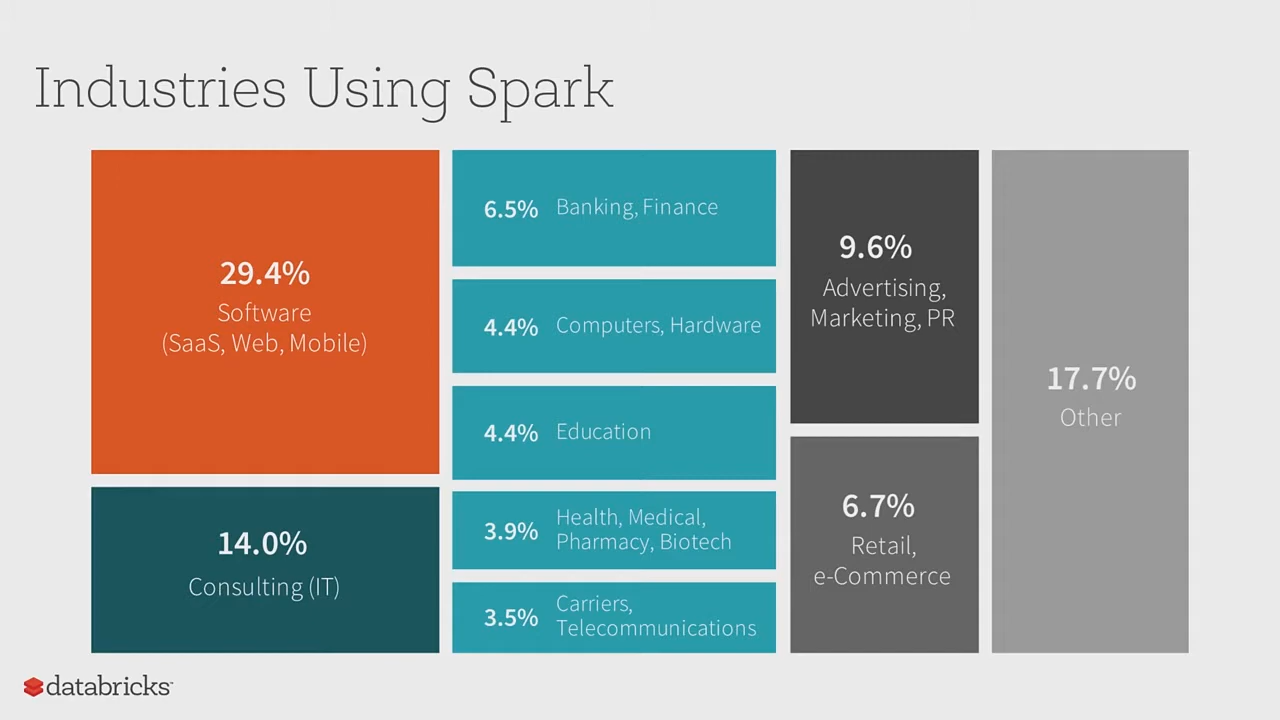 Industries Using Spark
29.4%
Software
(SaaS, Web, Mobile)
14.0%
Consulting (IT)
6.5% Banking, Finance
4.4% Computers, Hardware
4.4% Education
3.9% Health, Medical,
Pharmacy, Biotech
3.5% Carriers,
Telecommunications
9.6%
Advertising,
Marketing, PR
6.7%
Retail,
e-Commerce
17.7%
Other
databricks™